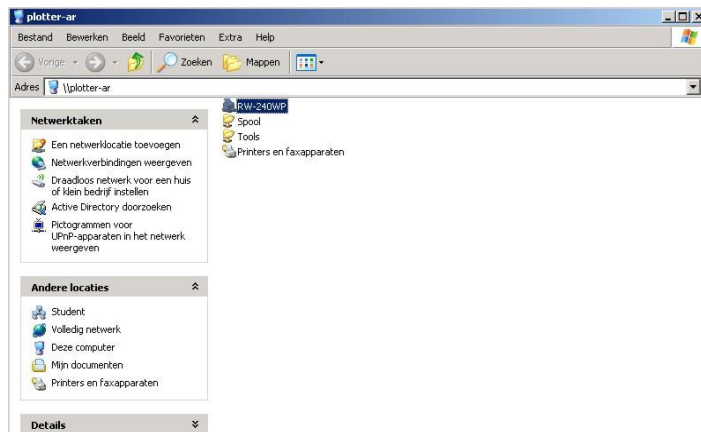 plotter-ar
Bestand Bewerken Beeld Favorieten Extra Help
Vorige Zoeken Mappen
Adres \\plotter-ar
Netwerktaken
Een netwerklocatie toevoegen
Netwerkverbindingen weergeven
Draadloos netwerk voor een huis
of klein bedrijf instellen
Active Directory doorzoeken
Pictogrammen voor
UPnP-apparaten in het netwerk
weergeven
Andere locaties
Student
Volledig netwerk
Deze computer
Mijn documenten
Printers en faxapparaten
Details
RW-240WP
Spool
Tools
Printers en faxapparaten